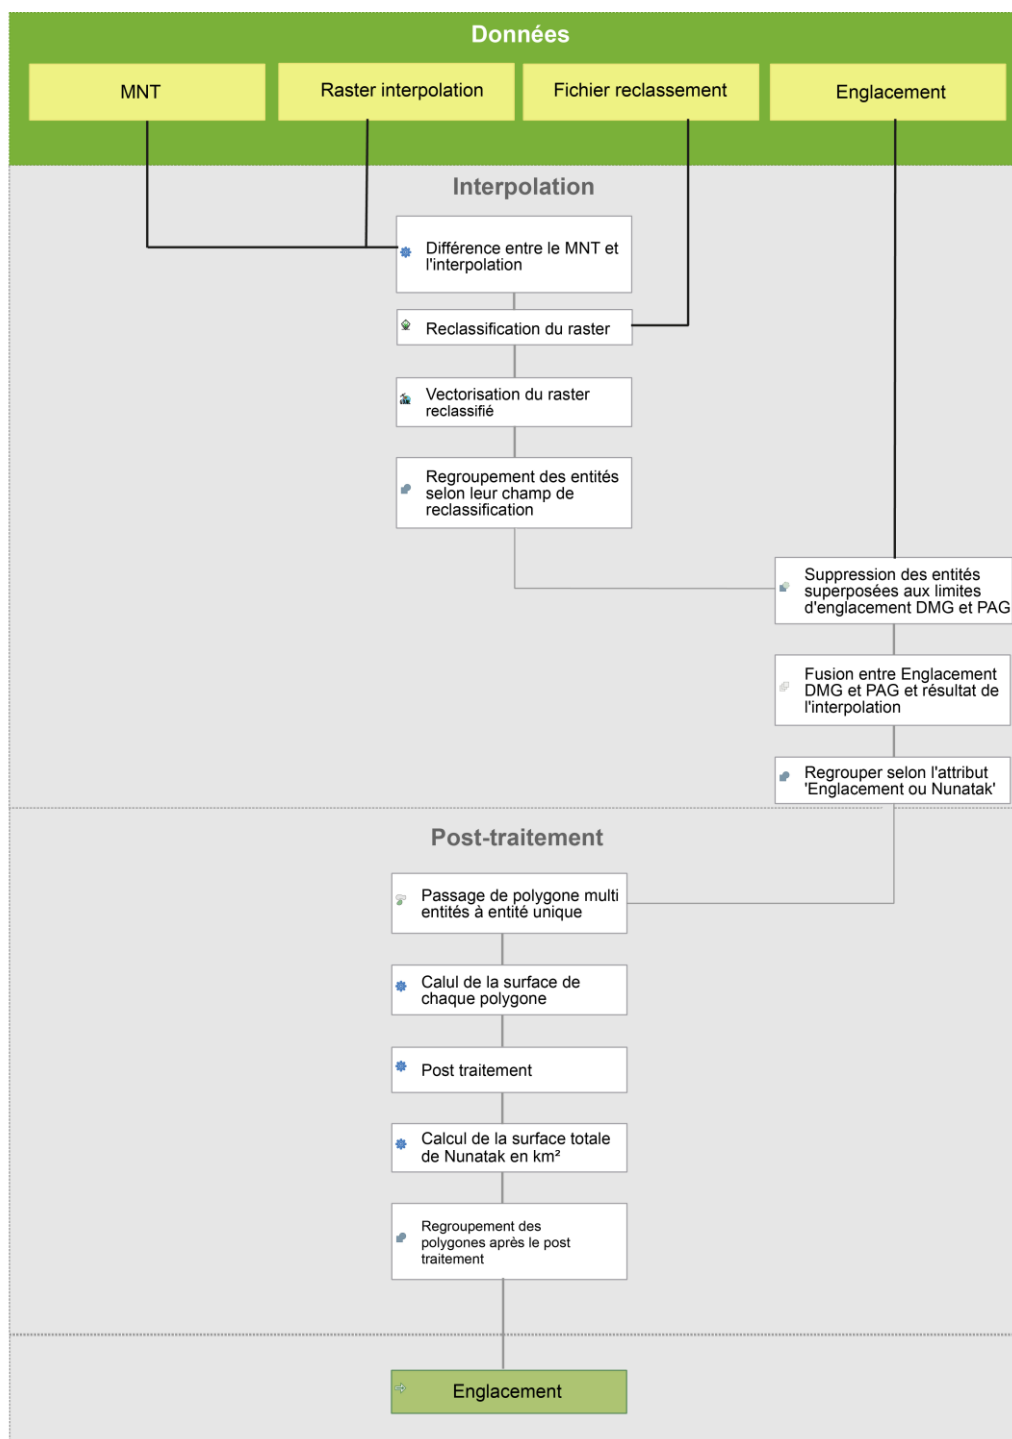 Données
MNT
Raster interpolation
Fichier reclassement
Englacement
Interpolation
Différence entre le MNT et
l'interpolation
Reclassification du raster
Vectorisation du raster
reclassifié
Regroupement des entités
selon leur champ de
reclassification
Suppression des entités
superposées aux limites
d'englacement DMG et PAG
Fusion entre Englacement
DMG et PAG et résultat de
l'interpolation
Regrouper selon l'attribut
'Englacement ou Nunatak'
Post-traitement
Passage de polygone multi
entités à entité unique
Calul de la surface de
chaque polygone
Post traitement
Calcul de la surface totale
de Nunatak en km²
Regroupement des
polygones après le post
traitement
Englacement